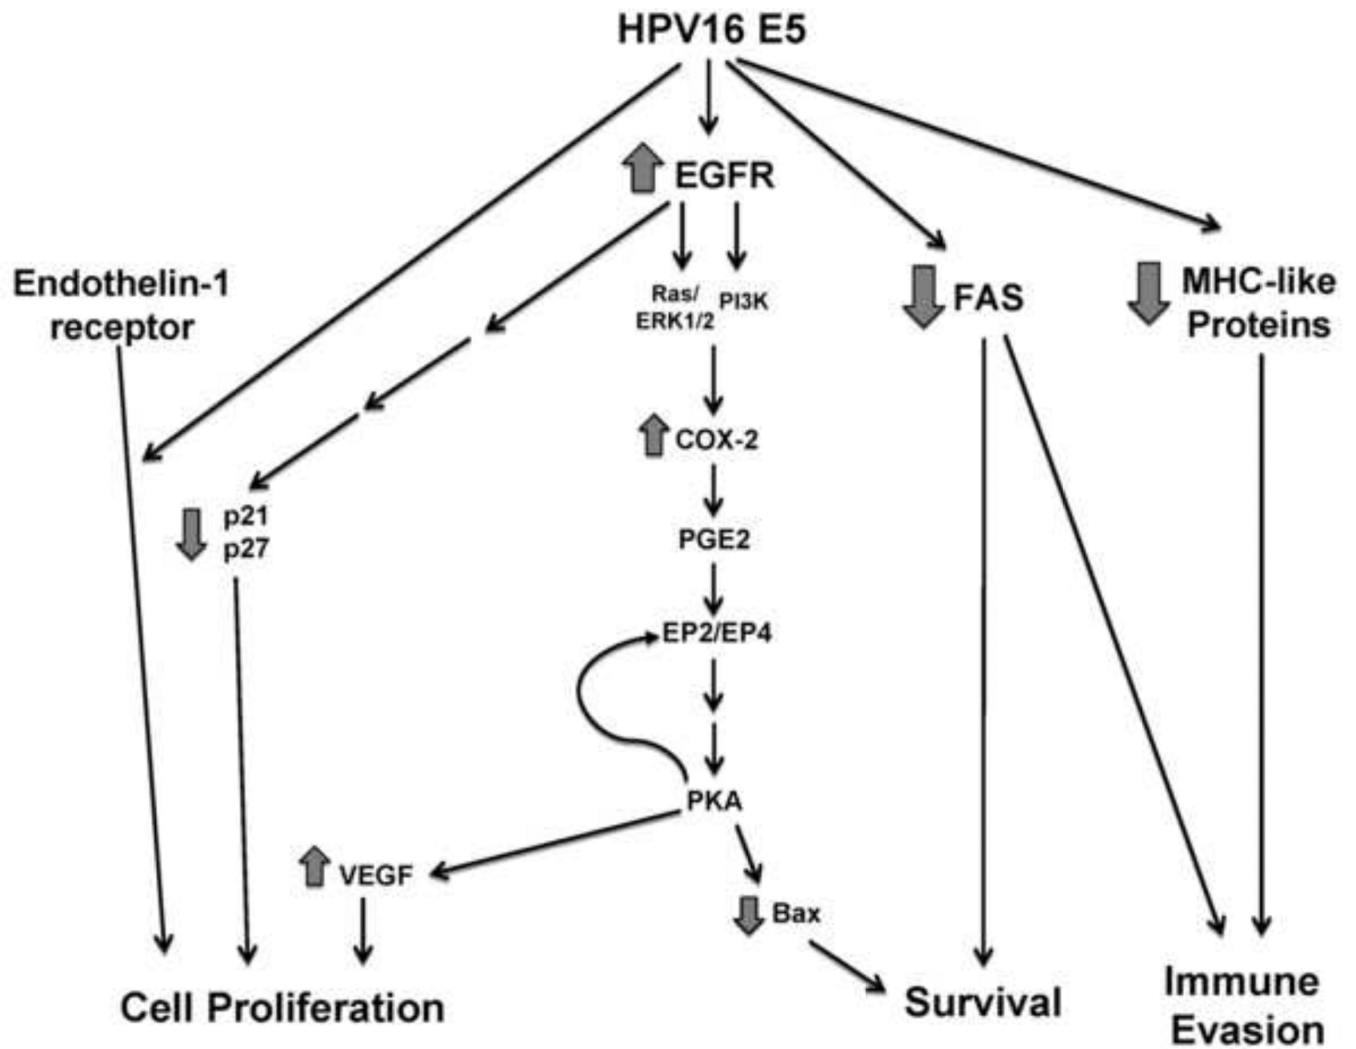 HPV16 E5
EGFR
Endothelin-1
receptor
Ras/
ERK1/2
PI3K
FAS
MHC-like
Proteins
COX-2
p21
p27
PGE2
EP2/EP4
PKA
VEGF
Bax
Cell Proliferation
Survival
Immune
Evasion